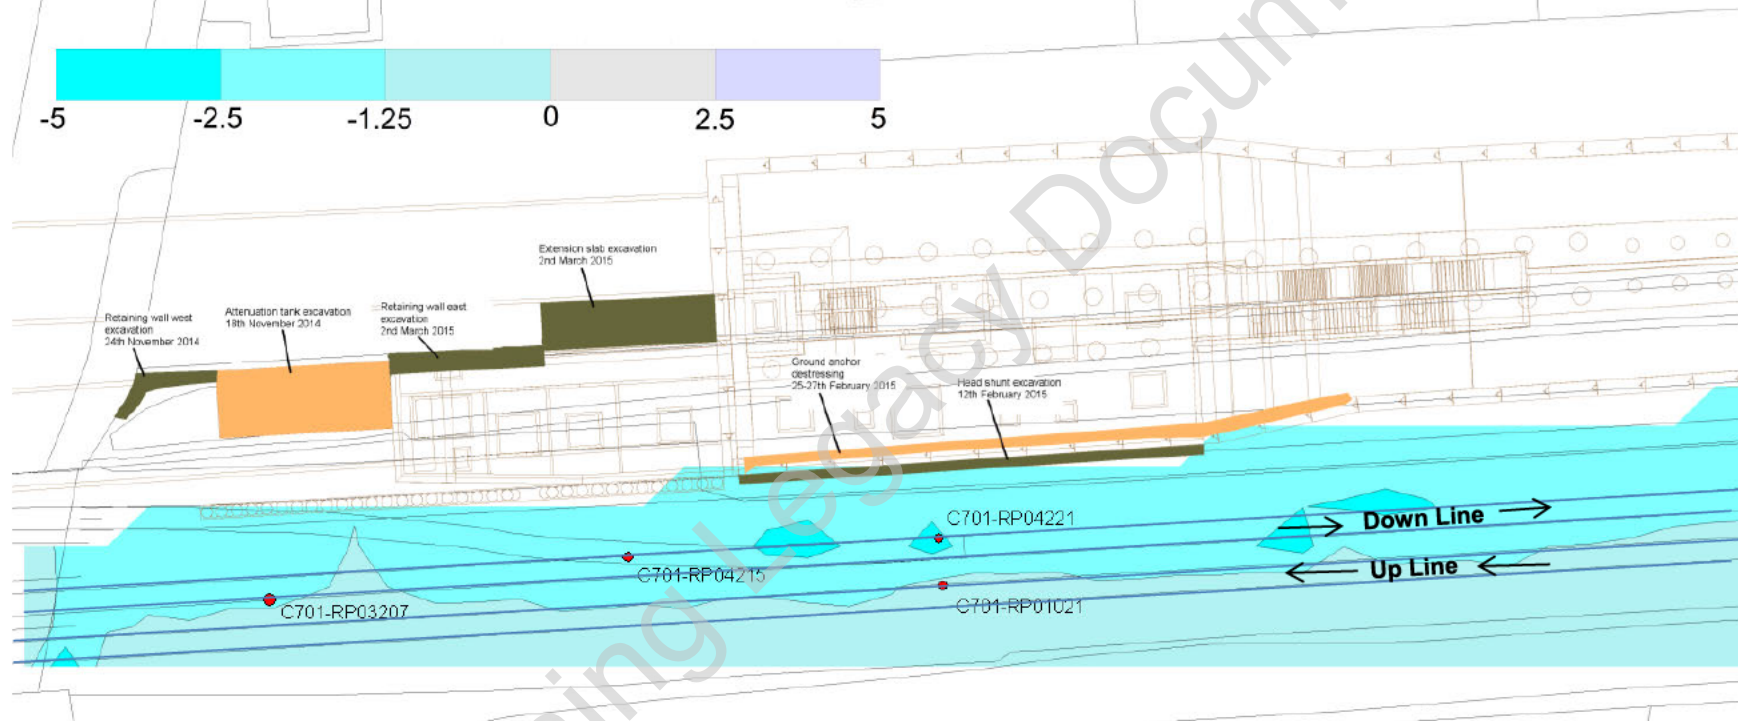 -5
-2.5
-1.25
0
2.5
5
Extension slab excavation
2nd March 2015
Retaining wall west
excavation
24th November 2014
Attenuation tank excavation
18th November 2014
Retaining wall east
excavation
2nd March 2015
Ground anchor
destressing
25-27th February 2015
Head shunt excavation
12th February 2015
C701-RP04221
Down Line
C701-RP04215
Up Line
C701-RP03207
C701-RP01021
ning Legacy Docum